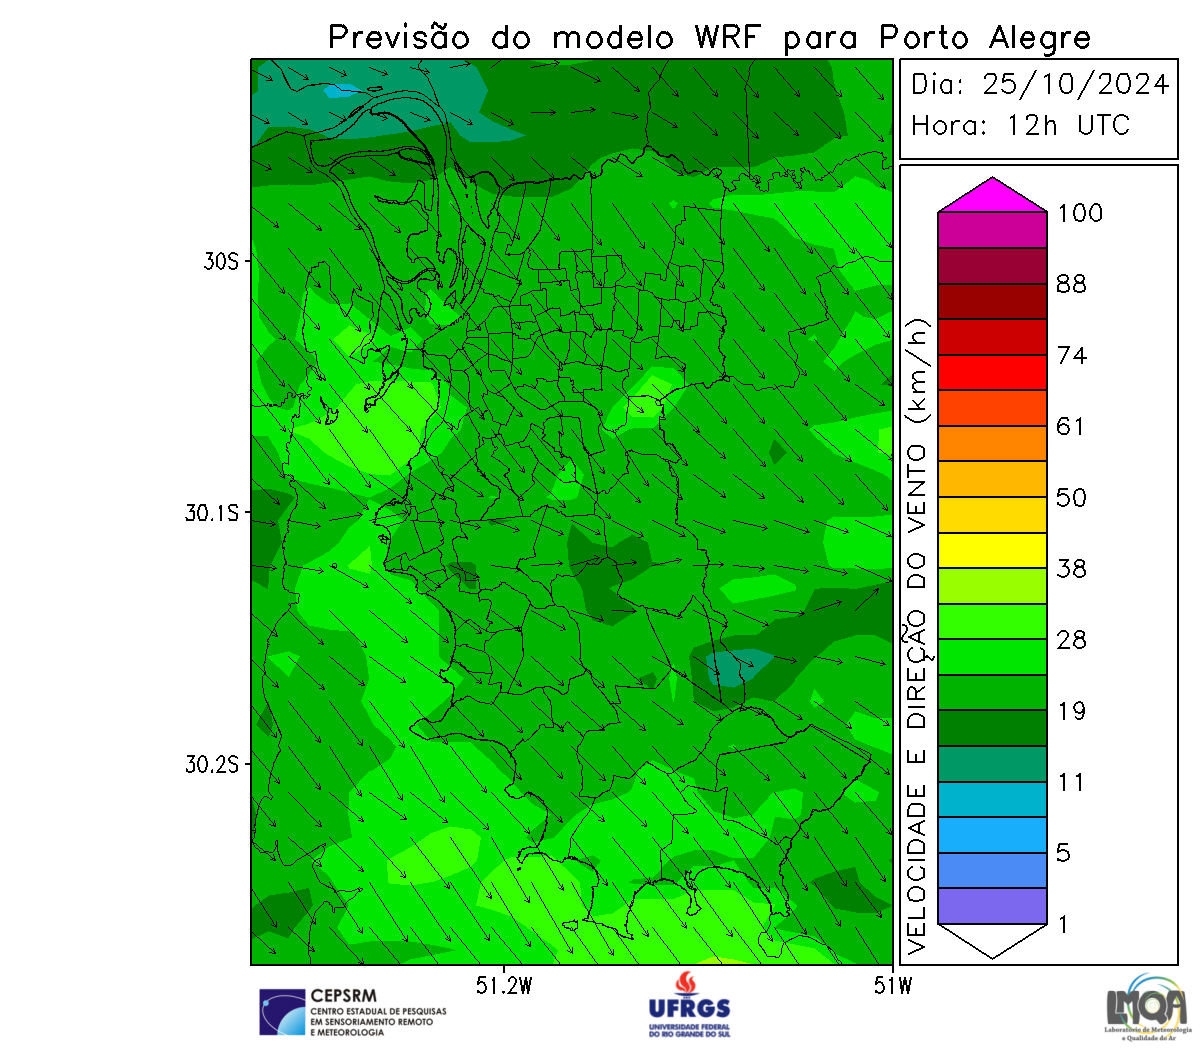 Previsão do modelo WRF para Porto Alegre
Dia: 25/10/2024
Hora: 12h UTC
30S
30.1S
30.2S
51.2W
51W
VELOCIDADE E DIREÇÃO DO VENTO (km/h)
100
88
74
61
50
38
28
19
11
5
1
CEPSRM
CENTRO ESTADUAL DE PESQUISAS
EM SENSORIAMENTO REMOTO
E METEOROLOGIA
UFRGS
UNIVERSIDADE FEDERAL
DO RIO GRANDE DO SUL
LMQA
Laboratório de Meteorologia
e Qualidade do Ar